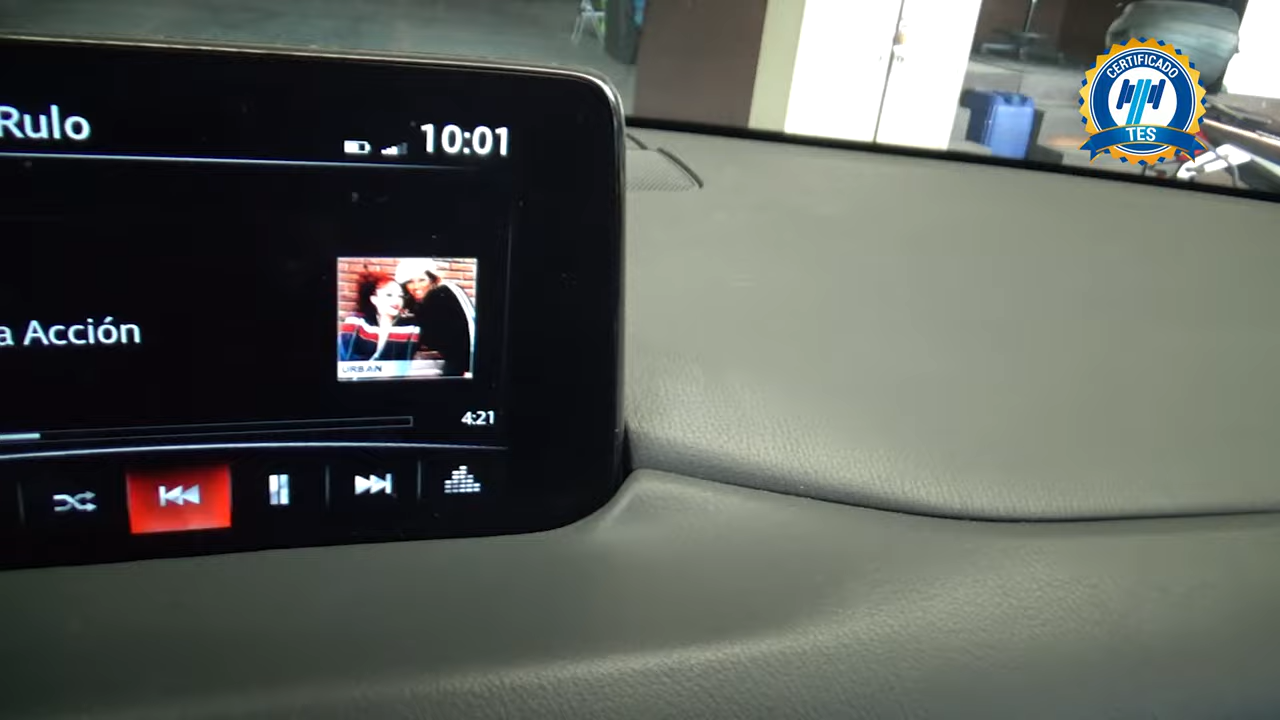 Rulo
10:01
a Acción
URBAN
4:21
CERTIFICADO
TES